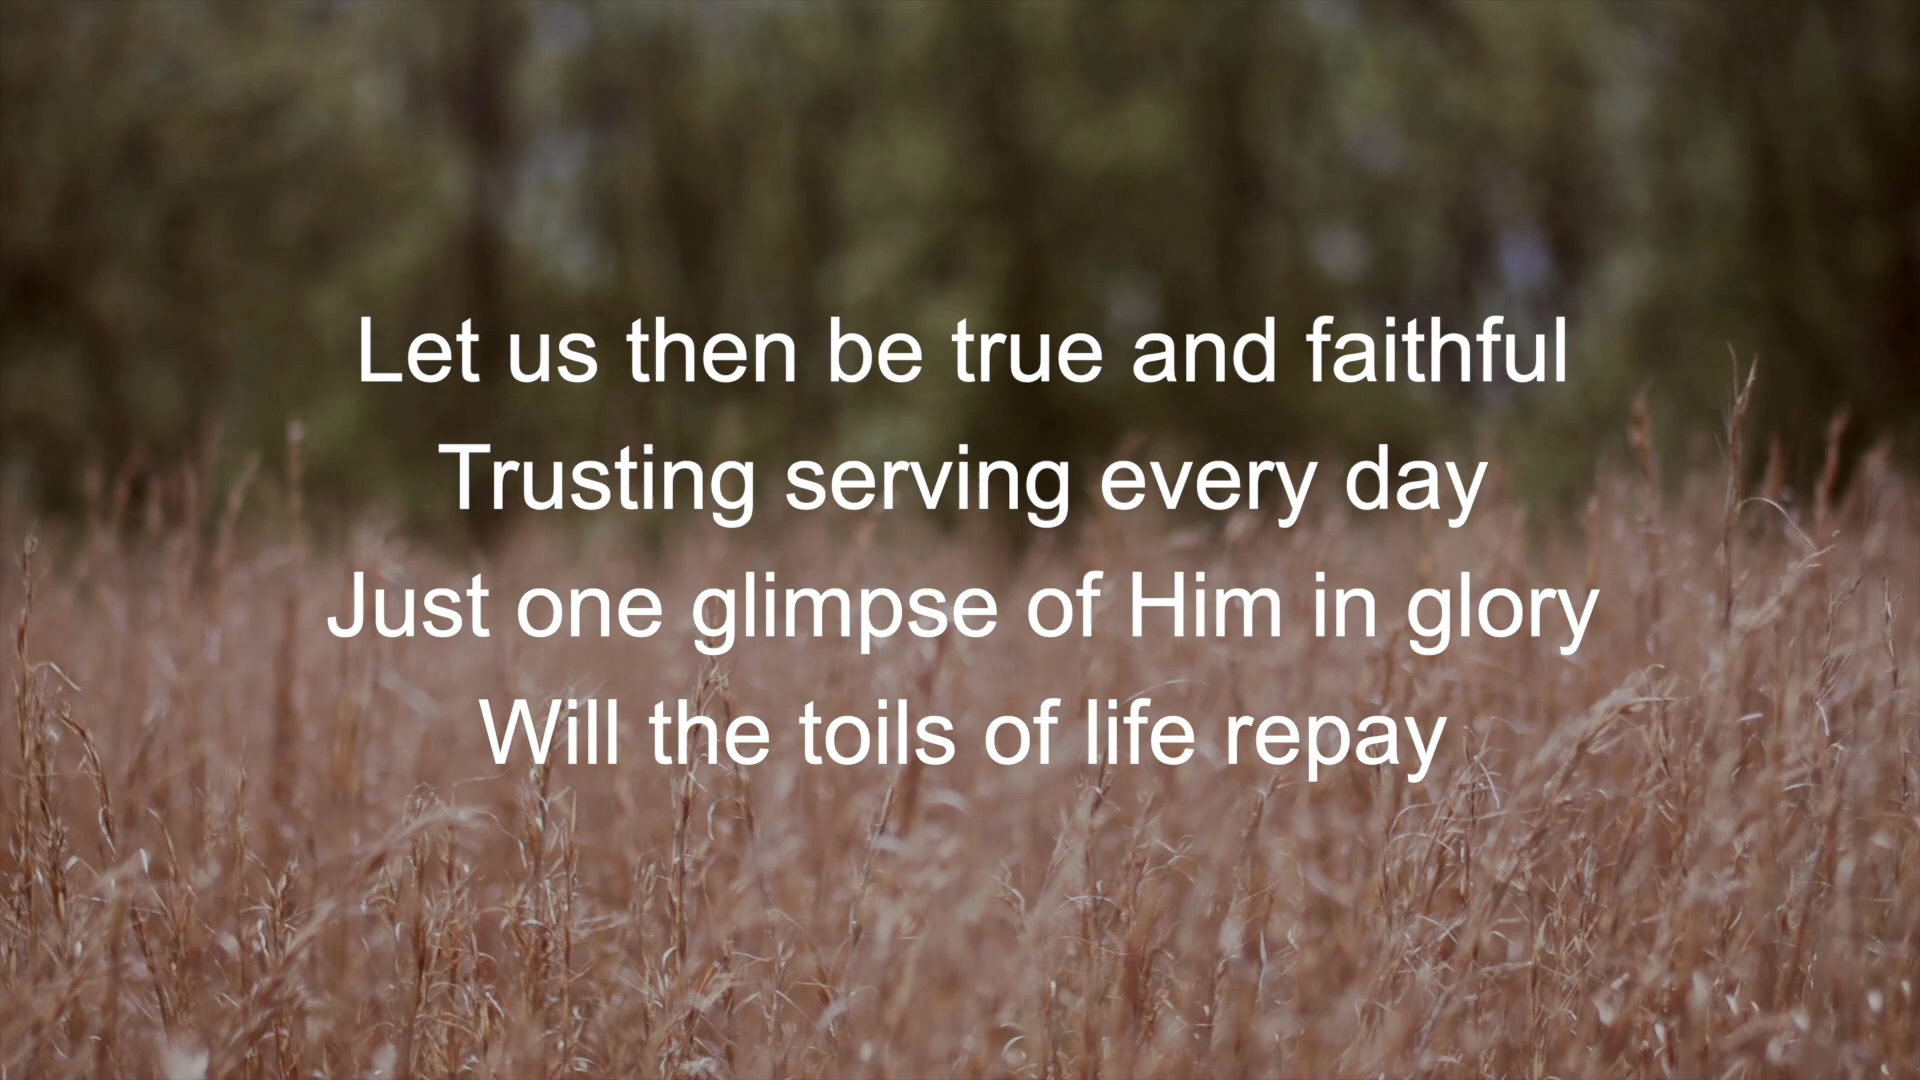 Let us then be true and faithful
Trusting serving every day
Just one glimpse of Him in glory
Will the toils of life repay